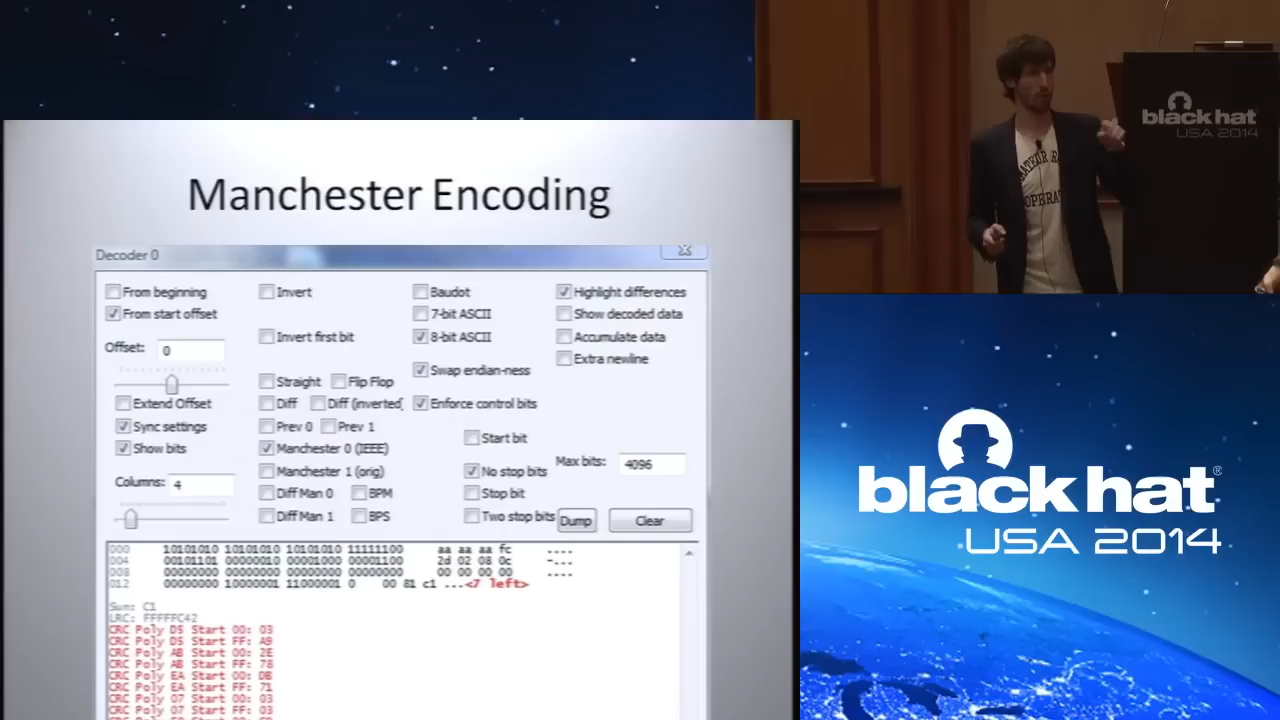 Manchester Encoding
Decoder 0
From beginning
Invert
Baudot
Highlight differences
From start offset
7-bit ASCII
Show decoded data
Invert first bit
8-bit ASCII
Accumulate data
Offset: 0
Extra newline
Swap endian-ness
Straight Flip Flop
Extend Offset
Diff Diff (inverted)
Enforce control bits
Sync settings
Prev 0 Prev 1
Start bit
Show bits
Manchester 0 (IEEE)
Max bits: 4096
Manchester 1 (orig)
No stop bits
Columns: 4
Diff Man 0 BPM
Stop bit
Diff Man 1 BPS
Two stop bits
Dump
Clear
000 10101010 10101010 10101010 11111100 aa aa aa fc ....
004 00101101 00000010 00001000 00001100 2d 02 08 0c -...
008 00000000 00000000 00000000 00000000 00 00 00 00 ....
012 00000000 10000001 11000001 0 00 81 c1 ...<7 left>
Sum: C1
LRC: FFFFFC42
CRC Poly D5 Start 00: 03
CRC Poly D5 Start FF: A9
CRC Poly AB Start 00: 2E
CRC Poly AB Start FF: 78
CRC Poly EA Start 00: DB
CRC Poly EA Start FF: 71
CRC Poly 07 Start 00: 03
CRC Poly 07 Start FF: 03
black hat
USA 2014
OPERAT
black hat®
USA 2014